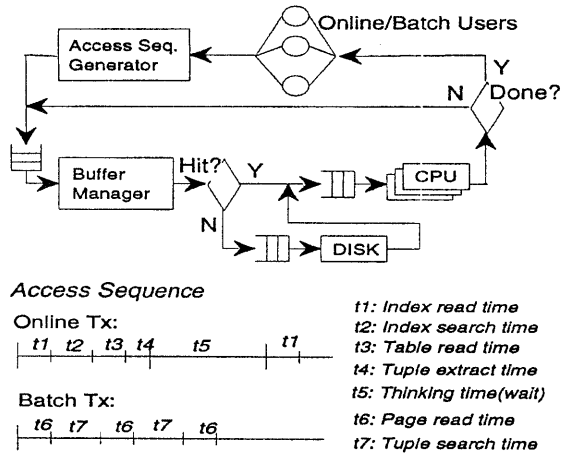 Online/Batch Users
Access Seq.
Generator
Y
N
Done?
Hit?
Y
CPU
Buffer
Manager
N
DISK
Access Sequence
Online Tx:
t1 t2 t3 t4 t5 t1
Batch Tx:
t6 t7 t6 t7 t6
t1: Index read time
t2: Index search time
t3: Table read time
t4: Tuple extract time
t5: Thinking time(wait)
t6: Page read time
t7: Tuple search time